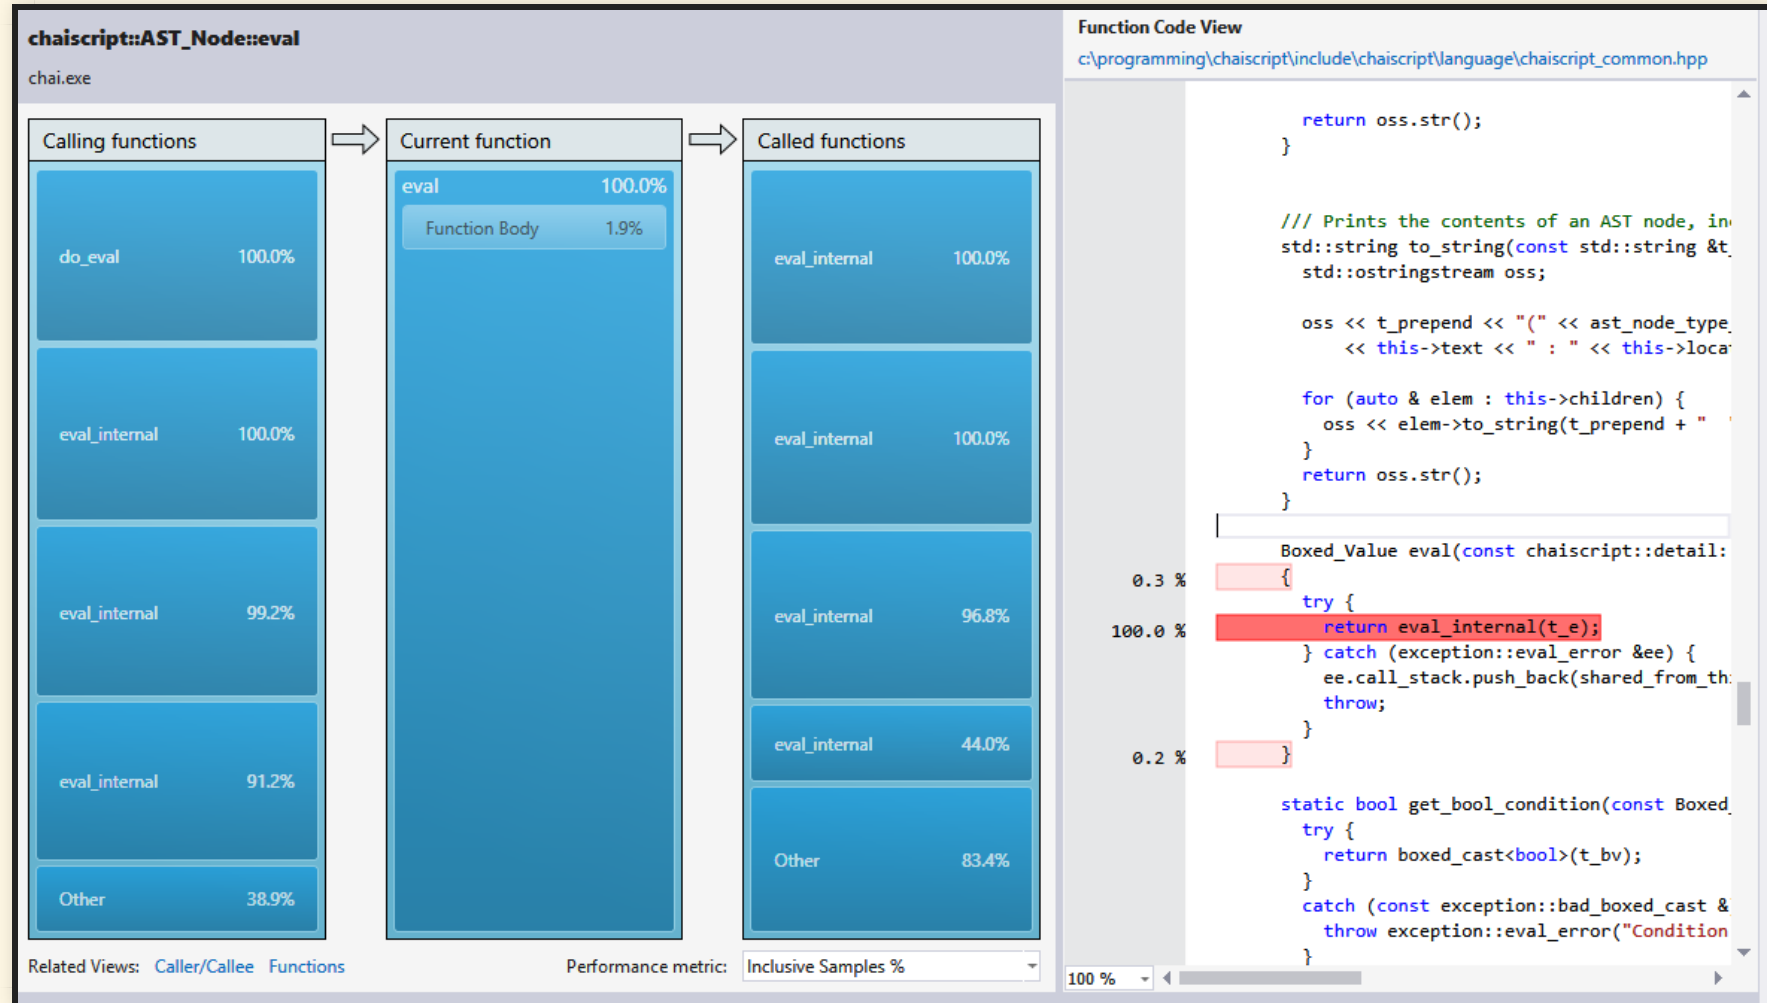 chaiscript::AST_Node::eval
chai.exe
Calling functions
do_eval 100.0%
eval_internal 100.0%
eval_internal 99.2%
eval_internal 91.2%
Other 38.9%
Current function
eval 100.0%
Function Body 1.9%
Called functions
eval_internal 100.0%
eval_internal 100.0%
eval_internal 96.8%
eval_internal 44.0%
Other 83.4%
Related Views: Caller/Callee Functions
Performance metric: Inclusive Samples %
Function Code View
c:\programming\chaiscript\include\chaiscript\language\chaiscript_common.hpp
return oss.str();
}
/// Prints the contents of an AST node, in
std::string to_string(const std::string &t_
std::ostringstream oss;
oss << t_prepend << "(" << ast_node_type_
<< this->text << " : " << this->loca
for (auto & elem : this->children) {
oss << elem->to_string(t_prepend + "  "
}
return oss.str();
}
Boxed_Value eval(const chaiscript::detail:
0.3 % {
try {
100.0 % return eval_internal(t_e);
} catch (exception::eval_error &ee) {
ee.call_stack.push_back(shared_from_thi
throw;
}
0.2 % }
static bool get_bool_condition(const Boxed_
try {
return boxed_cast<bool>(t_bv);
}
catch (const exception::bad_boxed_cast &
throw exception::eval_error("Condition
}
100 %